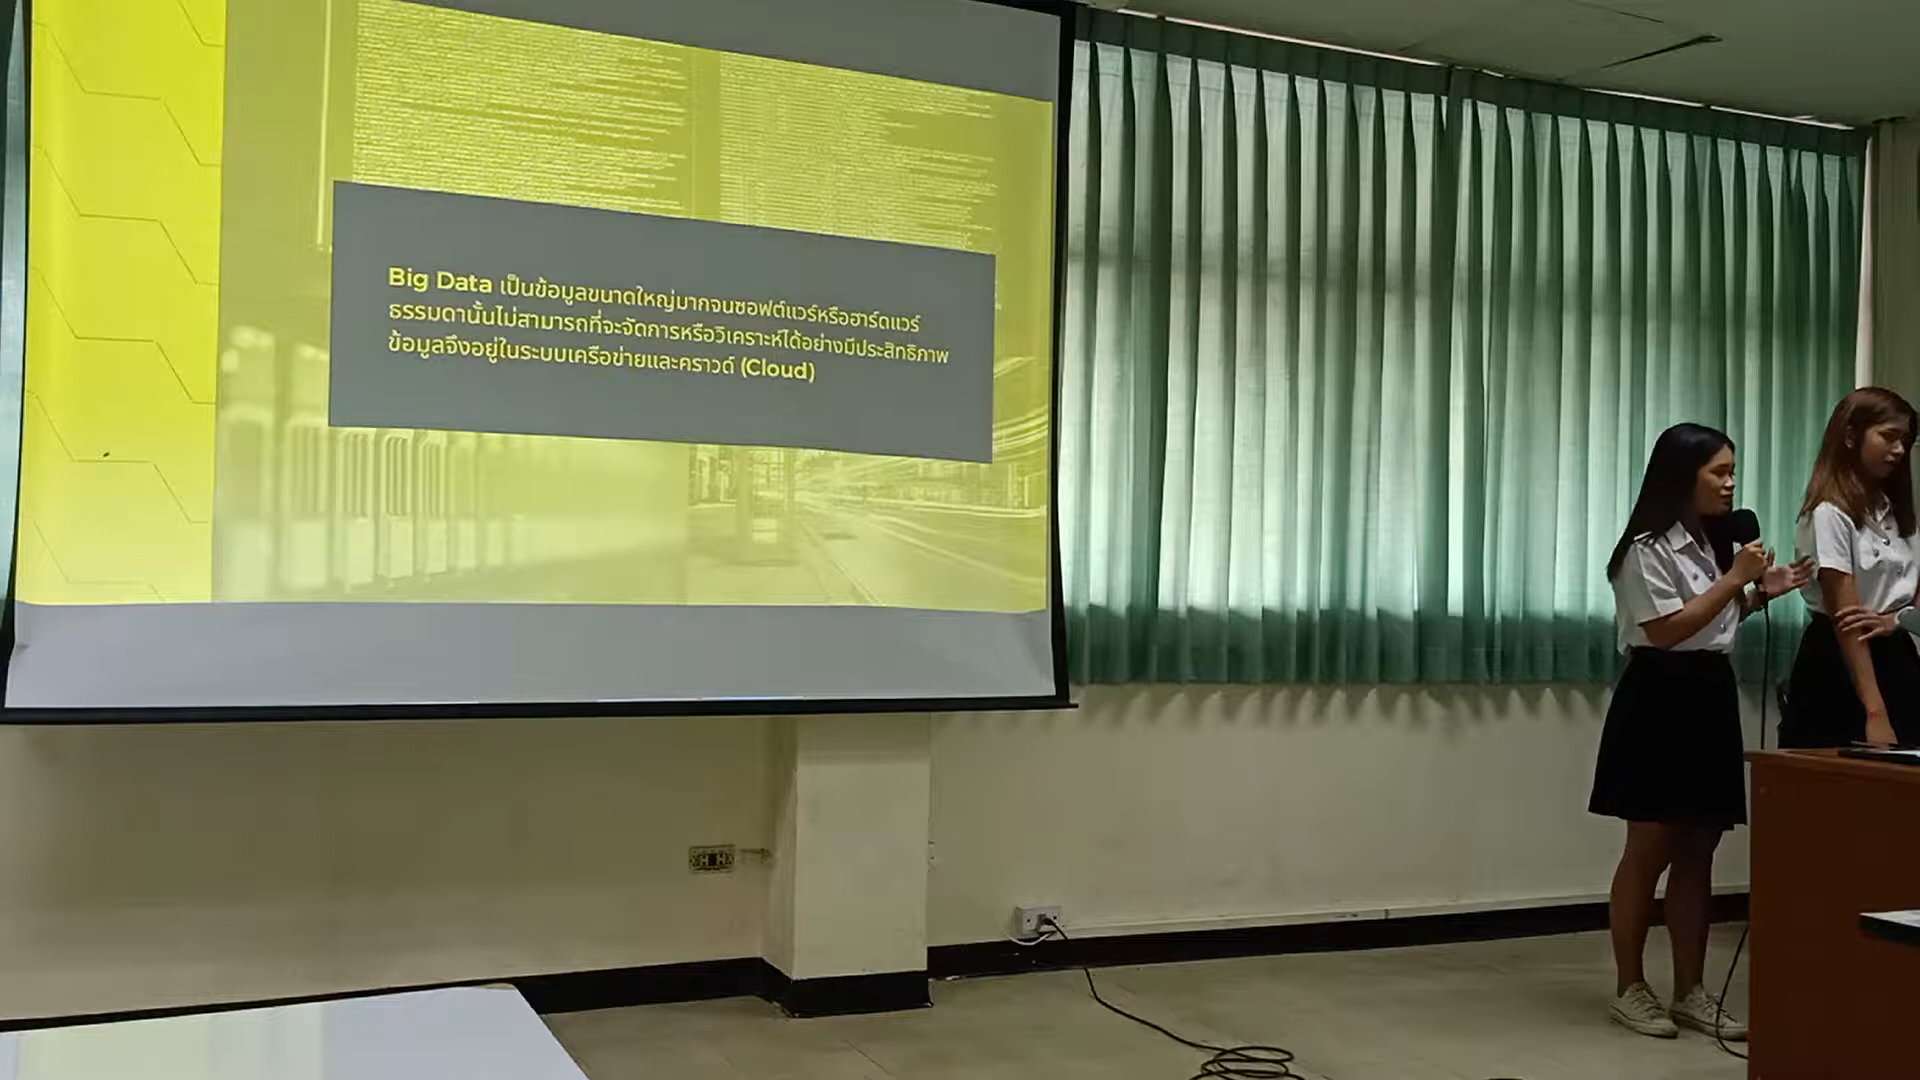 Big Data เป็นข้อมูลขนาดใหญ่มากจนซอฟต์แวร์หรือฮาร์ดแวร์
ธรรมดานั้นไม่สามารถที่จะจัดการหรือวิเคราะห์ได้อย่างมีประสิทธิภาพ
ข้อมูลจึงอยู่ในระบบเครือข่ายและคราวด์ (Cloud)